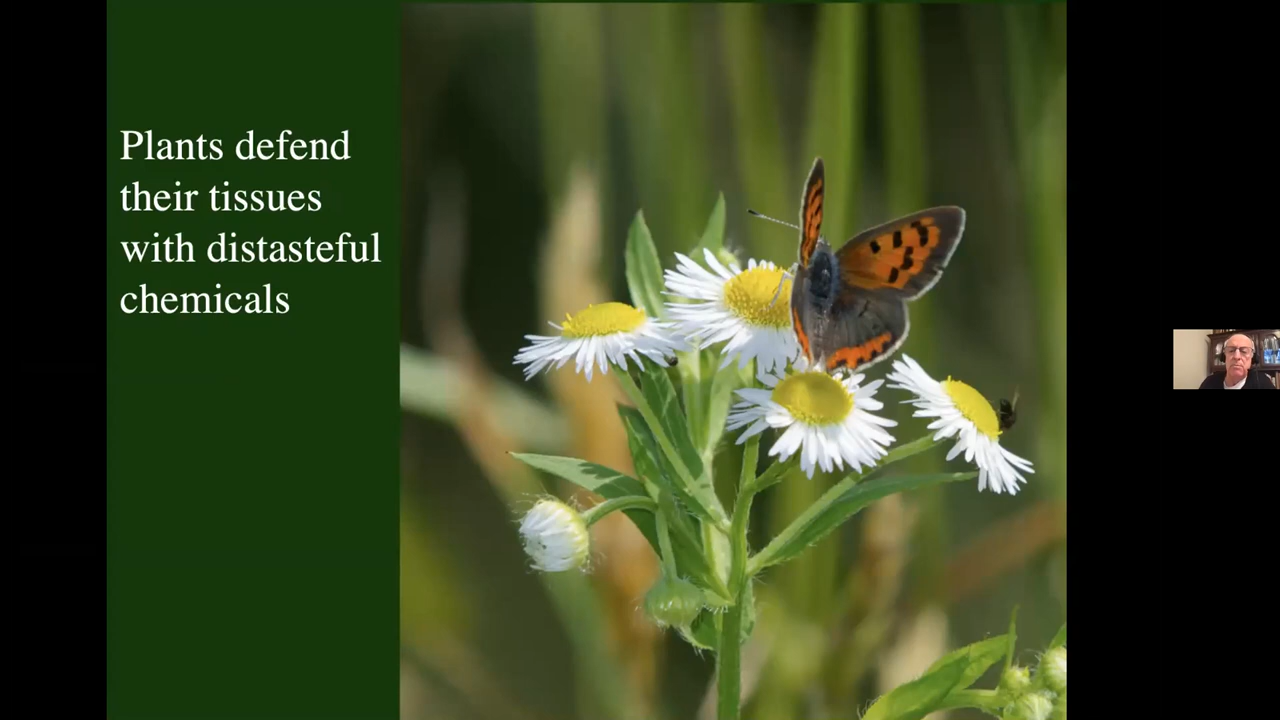 Plants defend
their tissues
with distasteful
chemicals